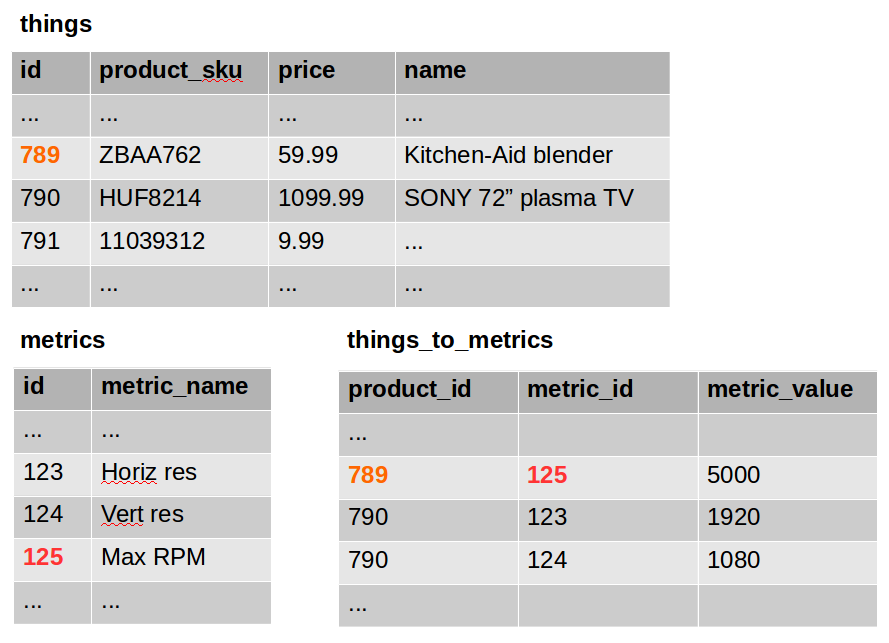 things
id product_sku price name
... ... ... ...
789 ZBAA762 59.99 Kitchen-Aid blender
790 HUF8214 1099.99 SONY 72” plasma TV
791 11039312 9.99 ...
... ... ... ...
metrics
id metric_name
... ...
123 Horiz res
124 Vert res
125 Max RPM
... ...
things_to_metrics
product_id metric_id metric_value
...
789 125 5000
790 123 1920
790 124 1080
...